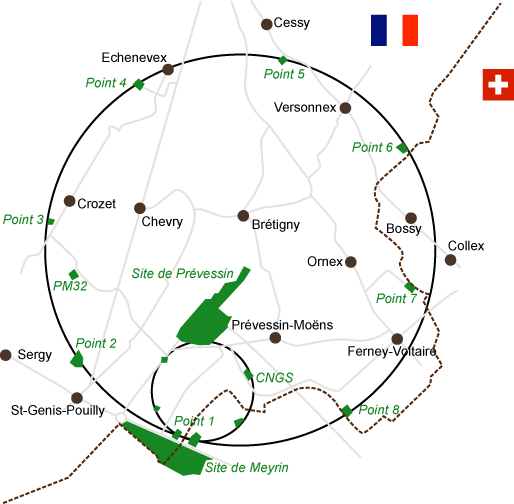 Cessy
Echenevex
Point 5
Point 4
Versonnex
Point 6
Crozet
Point 3
Chevry
Brétigny
Bossy
Collex
Ornex
Site de Prévessin
PM32
Point 7
Prévessin-Moëns
Point 2
Ferney-Voltaire
Sergy
CNGS
St-Genis-Pouilly
Point 8
Point 1
Site de Meyrin